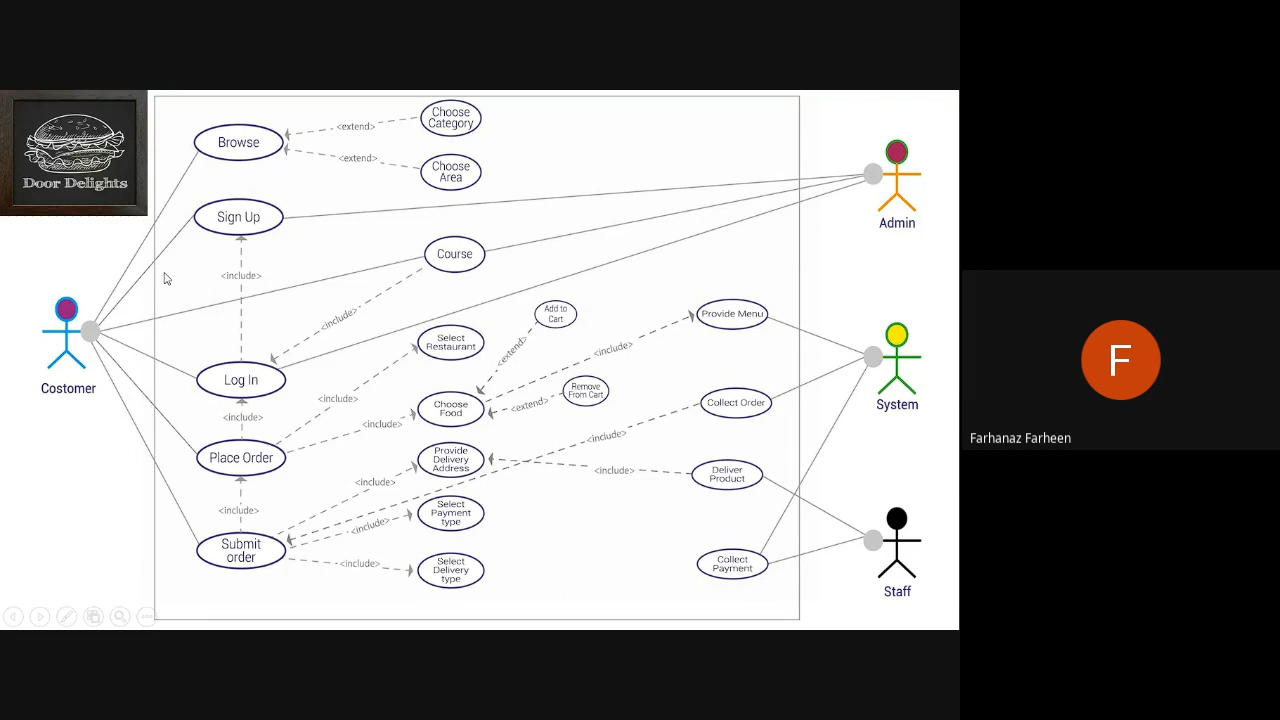 Door Delights
Browse
<extend>
Choose
Category
<extend>
Choose
Area
Sign Up
Admin
<include>
Course
<include>
Costomer
Log In
Select
Restaurant
Add to
Cart
<extend>
<include>
Provide Menu
System
<include>
<include>
Choose
Food
<include>
<extend>
Remove
From Cart
Collect Order
Place Order
Provide
Delivery
Address
<include>
<include>
Deliver
Product
<include>
<include>
Select
Payment
type
<include>
Submit
order
<include>
Select
Delivery
type
Collect
Payment
Staff
F
Farhanaz Farheen